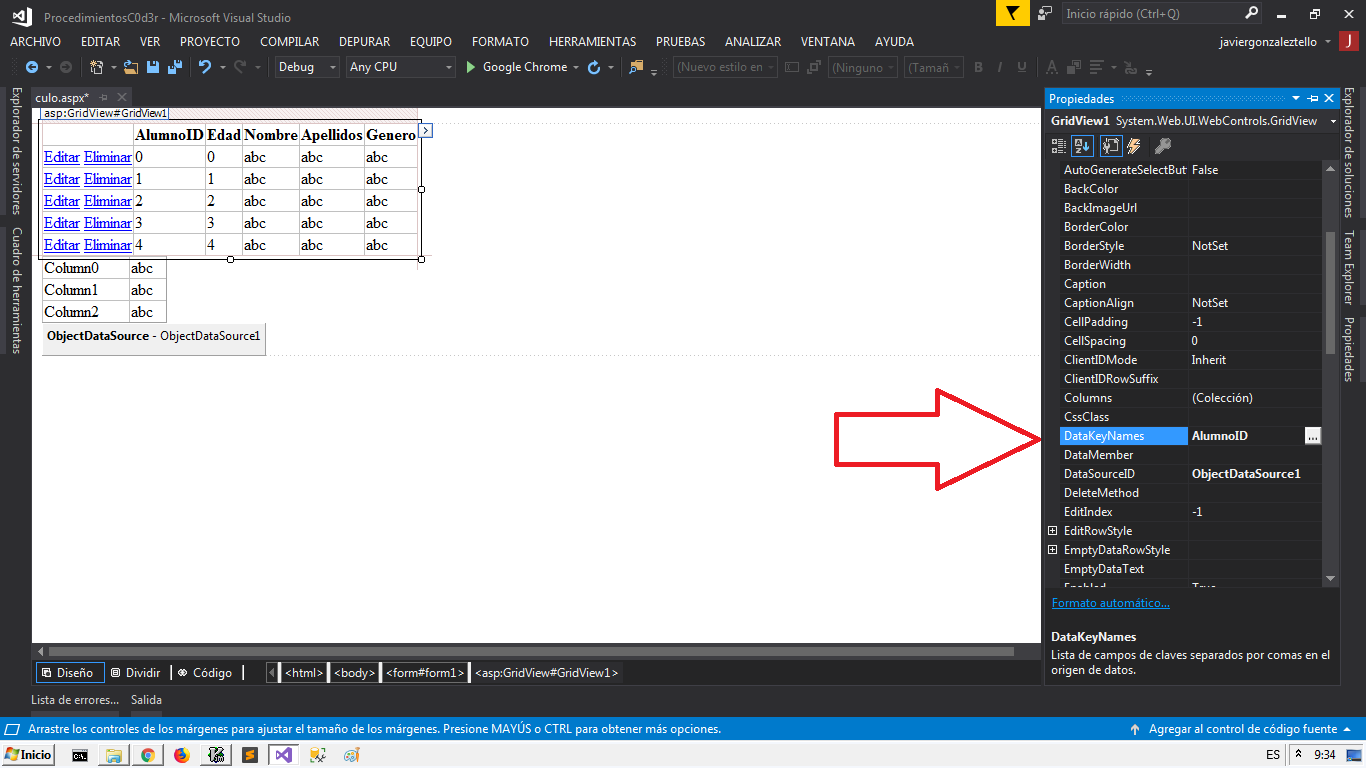 ProcedimientosC0d3r - Microsoft Visual Studio
Inicio rápido (Ctrl+Q)
ARCHIVO EDITAR VER PROYECTO COMPILAR DEPURAR EQUIPO FORMATO HERRAMIENTAS PRUEBAS ANALIZAR VENTANA AYUDA
javiergonzaleztello J
Debug Any CPU Google Chrome (Nuevo estilo en (Ninguno (Tamañ B I U A
Explorador de servidores
Cuadro de herramientas
culo.aspx*
asp:GridView#GridView1
AlumnoID Edad Nombre Apellidos Genero
Editar Eliminar 0 0 abc abc abc
Editar Eliminar 1 1 abc abc abc
Editar Eliminar 2 2 abc abc abc
Editar Eliminar 3 3 abc abc abc
Editar Eliminar 4 4 abc abc abc
Column0 abc
Column1 abc
Column2 abc
ObjectDataSource - ObjectDataSource1
Propiedades
GridView1 System.Web.UI.WebControls.GridView
AutoGenerateSelectBut False
BackColor
BackImageUrl
BorderColor
BorderStyle NotSet
BorderWidth
Caption
CaptionAlign NotSet
CellPadding -1
CellSpacing 0
ClientIDMode Inherit
ClientIDRowSuffix
Columns (Colección)
CssClass
DataKeyNames AlumnoID ...
DataMember
DataSourceID ObjectDataSource1
DeleteMethod
EditIndex -1
EditRowStyle
EmptyDataRowStyle
EmptyDataText
Enabled True
Formato automático...
DataKeyNames
Lista de campos de claves separados por comas en el
origen de datos.
Explorador de soluciones
Team Explorer
Propiedades
Diseño Dividir Código <html> <body> <form#form1> <asp:GridView#GridView1>
Lista de errores... Salida
Arrastre los controles de los márgenes para ajustar el tamaño de los márgenes. Presione MAYÚS o CTRL para obtener más opciones.
Agregar al control de código fuente
Inicio
ES 9:34